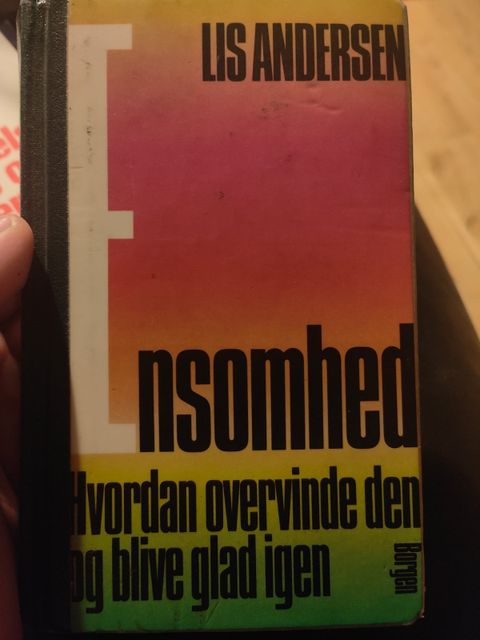 LIS ANDERSEN
Ensomhed
Hvordan overvinde den
og blive glad igen
Borgen